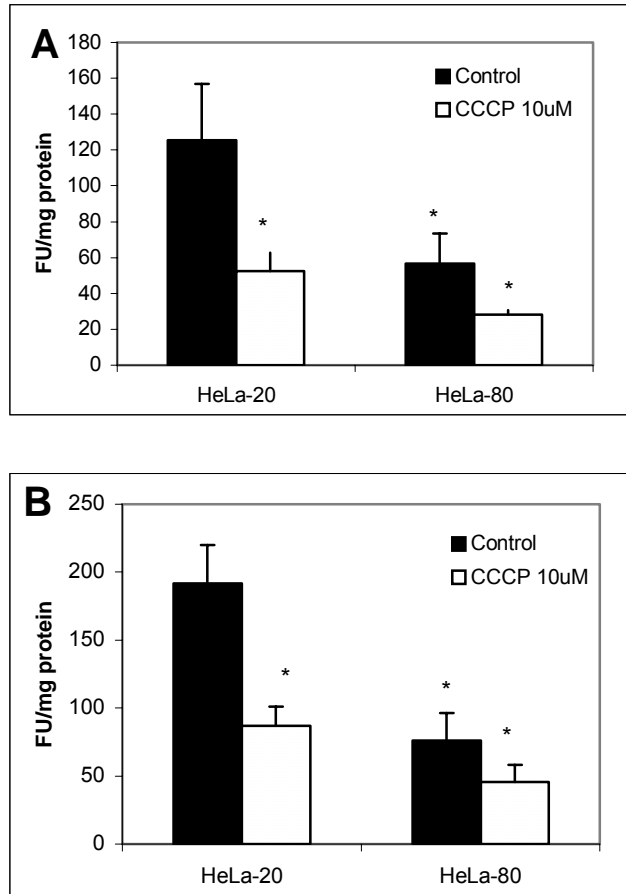 A
180
160
140
120
100
80
60
40
20
0
FU/mg protein
Control
CCCP 10uM
*
*
*
HeLa-20
HeLa-80
B
250
200
150
100
50
0
FU/mg protein
Control
CCCP 10uM
*
*
*
HeLa-20
HeLa-80